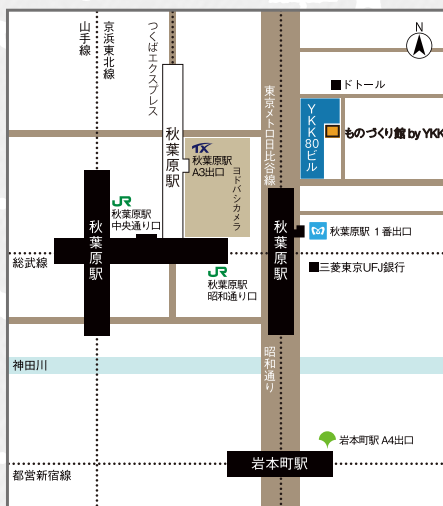 N
山手線
京浜東北線
つくばエクスプレス
東京メトロ日比谷線
ドトール
YKK80ビル
ものづくり館 by YKK
秋葉原駅
TX
秋葉原駅
A3出口
ヨドバシカメラ
JR
秋葉原駅
中央通り口
秋葉原駅
秋葉原駅
秋葉原駅 1番出口
総武線
JR
秋葉原駅
昭和通り口
三菱東京UFJ銀行
昭和通り
神田川
岩本町駅 A4出口
岩本町駅
都営新宿線